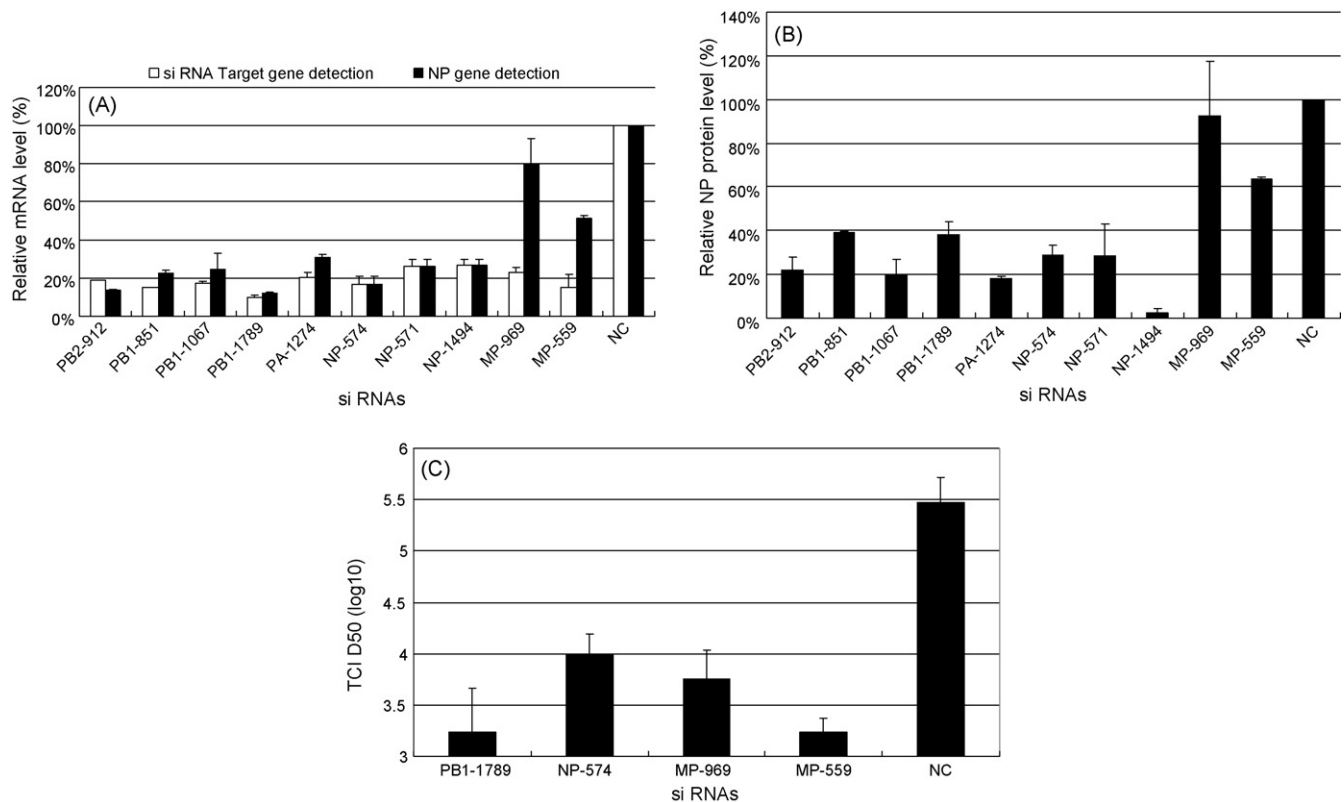 si RNA Target gene detection NP gene detection
(A)
Relative mRNA level (%)
120%
100%
80%
60%
40%
20%
0%
PB2-912 PB1-851 PB1-1067 PB1-1789 PA-1274 NP-574 NP-571 NP-1494 MP-969 MP-559 NC
si RNAs
(B)
Relative NP protein level (%)
140%
120%
100%
80%
60%
40%
20%
0%
PB2-912 PB1-851 PB1-1067 PB1-1789 PA-1274 NP-574 NP-571 NP-1494 MP-969 MP-559 NC
si RNAs
(C)
TCI D50 (log10)
6
5.5
5
4.5
4
3.5
3
PB1-1789 NP-574 MP-969 MP-559 NC
si RNAs